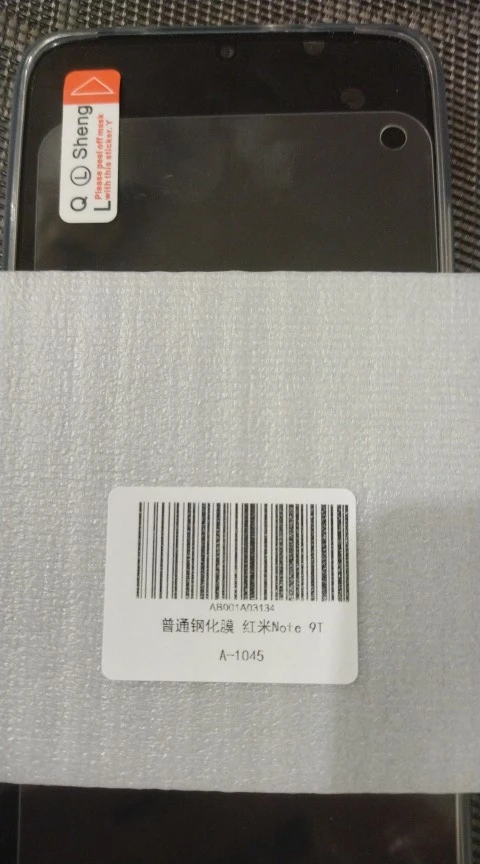 Q Ⓛ Sheng
L
Please peel off mask
with this sticker. Y
AB001A03134
普通钢化膜 红米Note 9T
A-1045